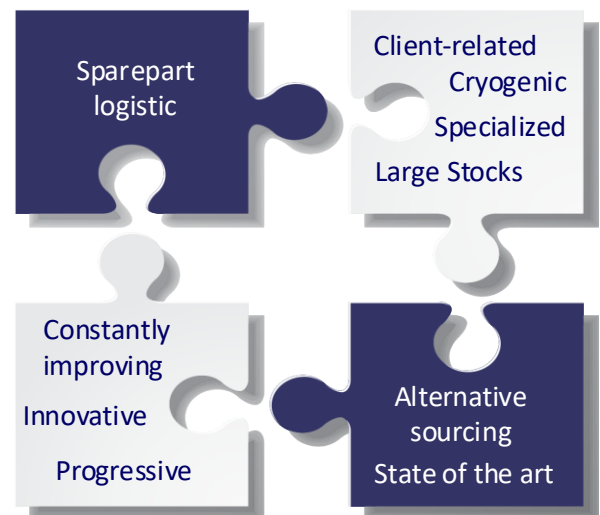 Sparepart
logistic
Client-related
Cryogenic
Specialized
Large Stocks
Constantly
improving
Innovative
Progressive
Alternative
sourcing
State of the art